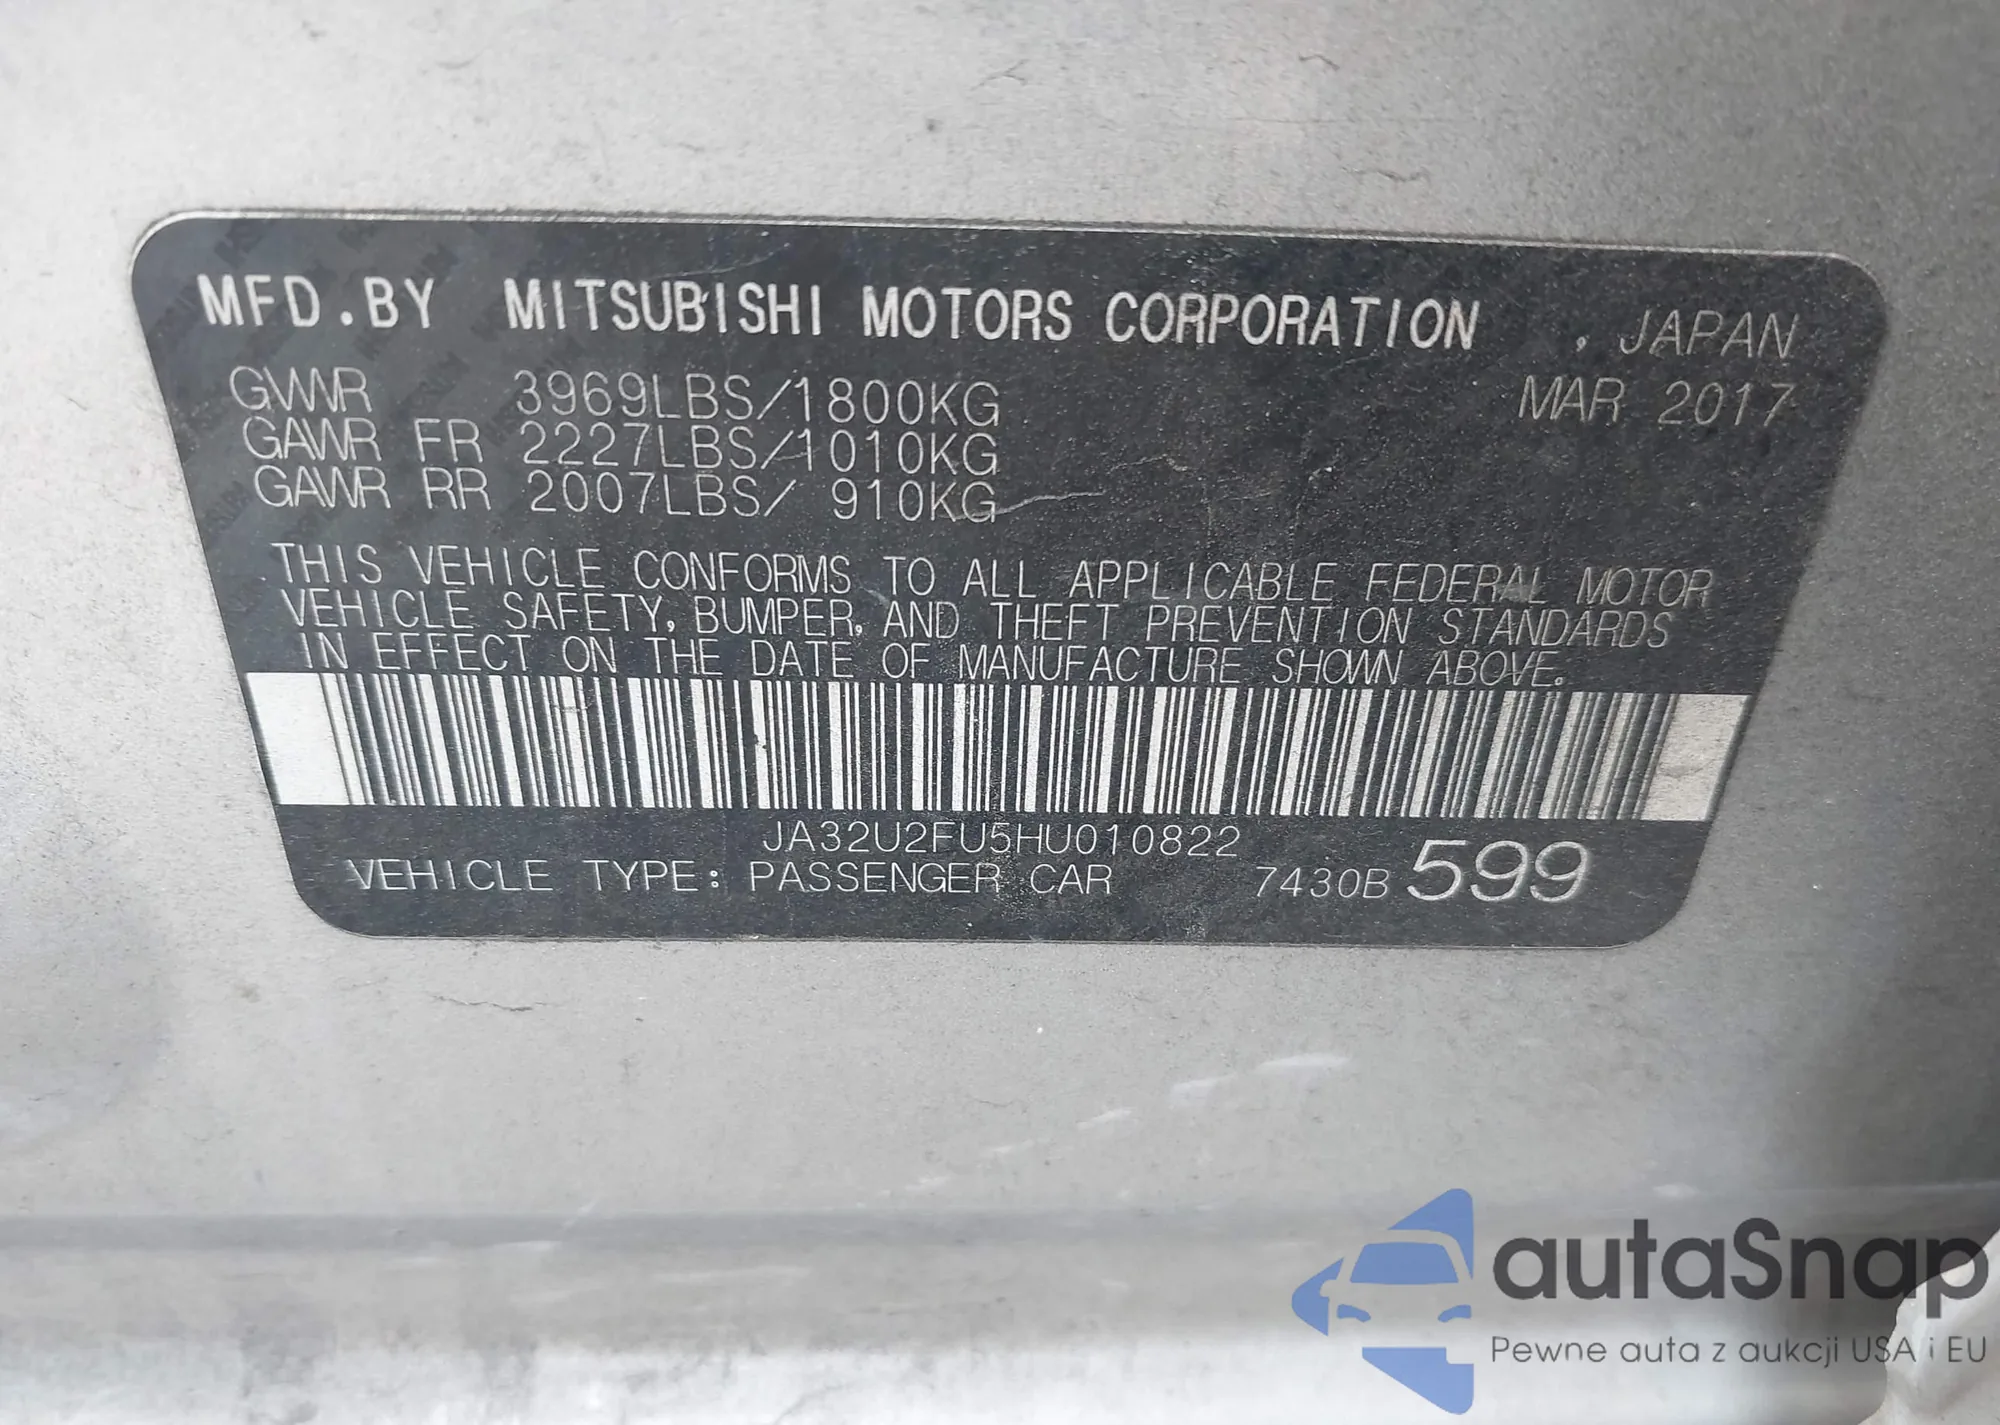 MFD.BY MITSUBISHI MOTORS CORPORATION . JAPAN
GVWR 3969LBS/1800KG MAR 2017
GAWR FR 2227LBS/1010KG
GAWR RR 2007LBS/ 910KG
THIS VEHICLE CONFORMS TO ALL APPLICABLE FEDERAL MOTOR
VEHICLE SAFETY, BUMPER, AND THEFT PREVENTION STANDARDS
IN EFFECT ON THE DATE OF MANUFACTURE SHOWN ABOVE.
JA32U2FU5HU010822
VEHICLE TYPE: PASSENGER CAR 7430B 599
autaSnap
Pewne auta z aukcji USA i EU